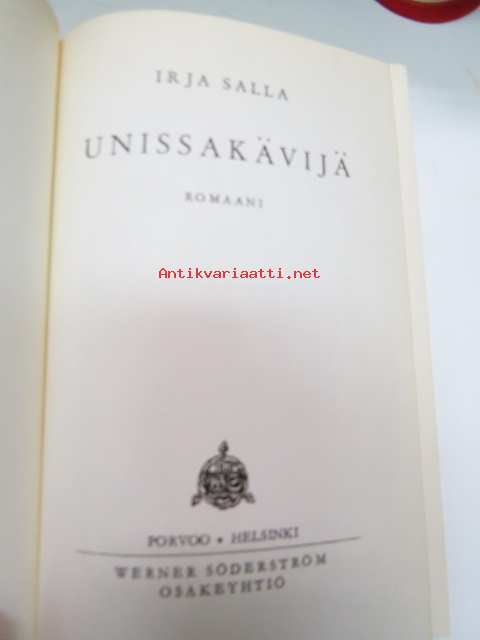 IRJA SALLA
UNISSAKÄVIJÄ
ROMAANI
Antikvariaatti.net
PORVOO • HELSINKI
WERNER SÖDERSTRÖM
OSAKEYHTIÖ